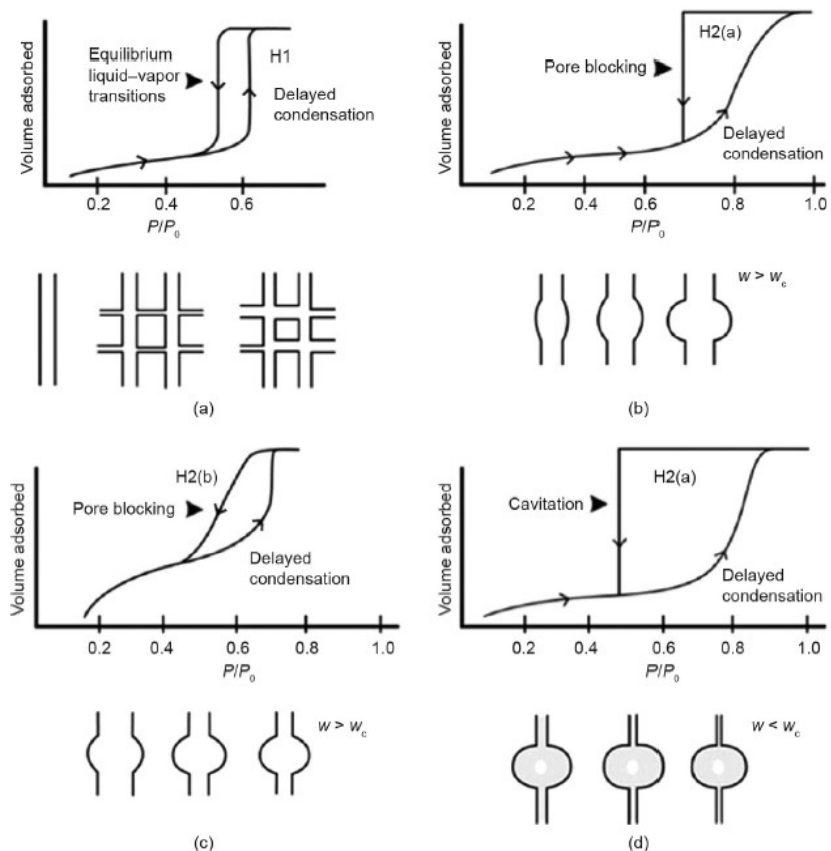 Volume adsorbed
Equilibrium
liquid–vapor
transitions
H1
Delayed
condensation
0.2
0.4
0.6
P/P0
(a)
Volume adsorbed
H2(a)
Pore blocking
Delayed
condensation
0.2
0.4
0.6
0.8
1.0
P/P0
w > wc
(b)
Volume adsorbed
H2(b)
Pore blocking
Delayed
condensation
0.2
0.4
0.6
0.8
1.0
P/P0
w > wc
(c)
Volume adsorbed
H2(a)
Cavitation
Delayed
condensation
0.2
0.4
0.6
0.8
1.0
P/P0
w < wc
(d)